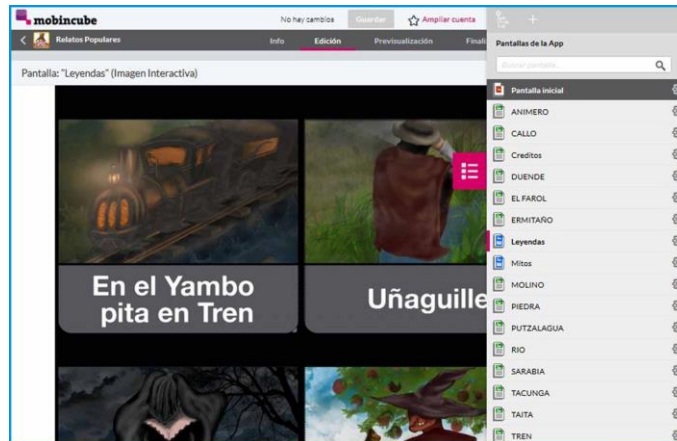 mobincube
No hay cambios
Guardar
Ampliar cuenta
Relatos Populares
Info
Edición
Previsualización
Finali
Pantalla: "Leyendas" (Imagen Interactiva)
En el Yambo
pita en Tren
Uñaguille
Pantallas de la App
Buscar pantalla...
Pantalla inicial
ANIMERO
CALLO
Creditos
DUENDE
EL FAROL
ERMITAÑO
Leyendas
Mitos
MOLINO
PIEDRA
PUTZALAGUA
RIO
SARABIA
TACUNGA
TAITA
TREN